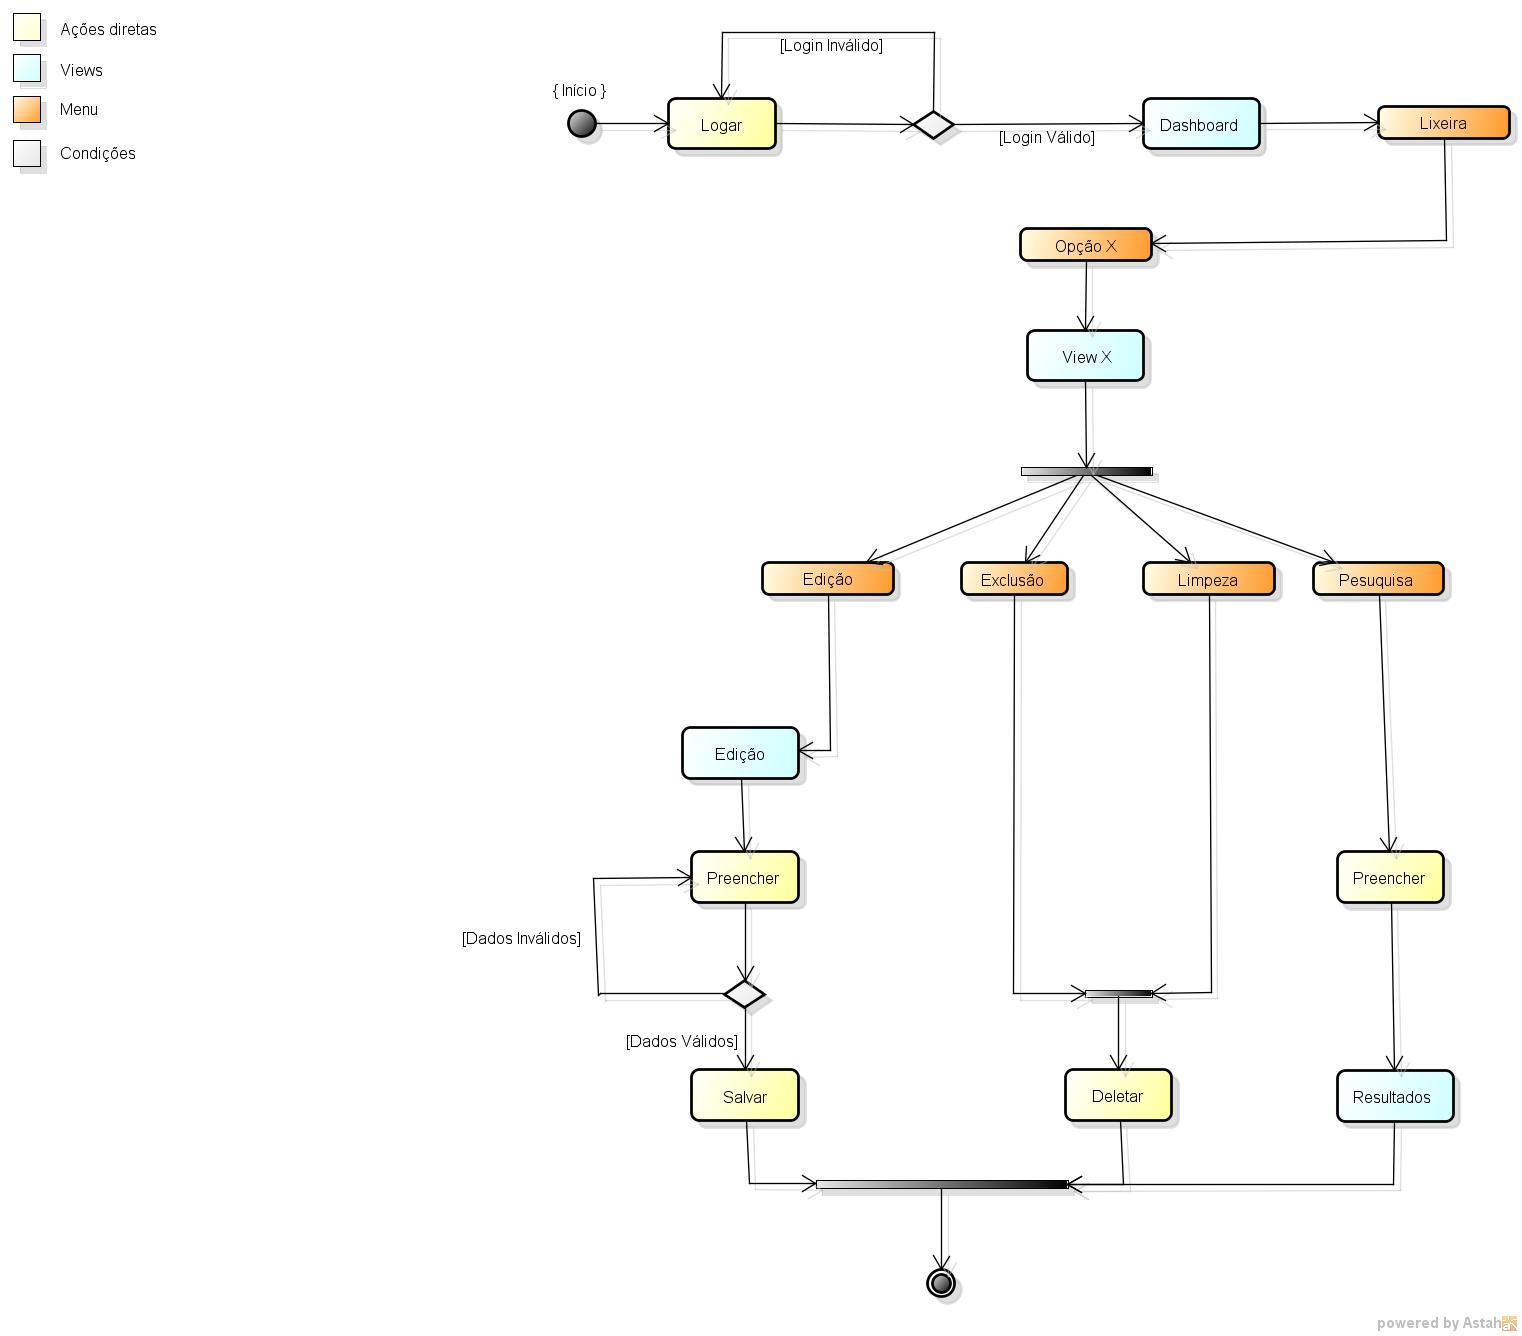 Ações diretas
Views
Menu
Condições
{ Início }
[Login Inválido]
Logar
[Login Válido]
Dashboard
Lixeira
Opção X
View X
Edição
Exclusão
Limpeza
Pesuquisa
Edição
Preencher
Preencher
[Dados Inválidos]
[Dados Válidos]
Salvar
Deletar
Resultados
powered by Astah